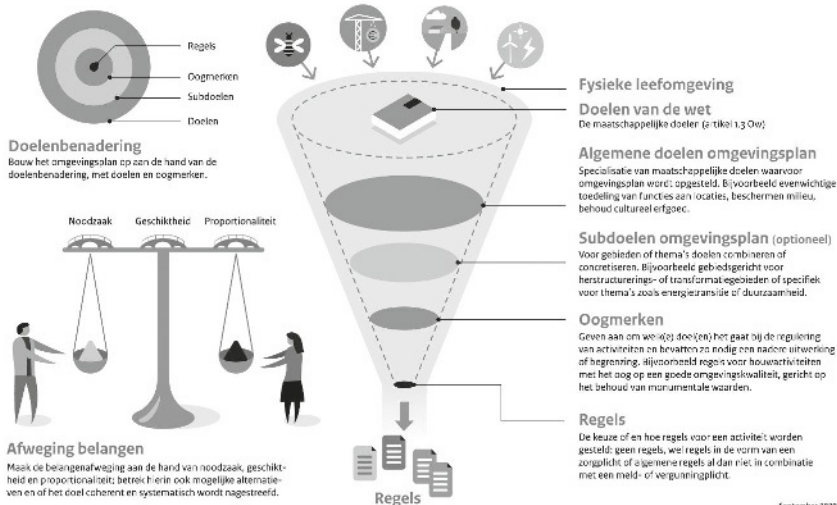 Regels
Oogmerken
Subdoelen
Doelen
Doelenbenadering
Bouw het omgevingsplan op aan de hand van de
doelenbenadering, met doelen en oogmerken.
Noodzaak Geschiktheid Proportionaliteit
Afweging belangen
Maak de belangenafweging aan de hand van noodzaak, geschikt-
heid en proportionaliteit; betrek hierin ook mogelijke alternatie-
ven en of het doel coherent en systematisch wordt nagestreefd.
Regels
Fysieke leefomgeving
Doelen van de wet
De maatschappelijke doelen (artikel 1.3 Ow)
Algemene doelen omgevingsplan
Specialisatie van maatschappelijke doelen waarvoor
omgevingsplan wordt opgesteld. Bijvoorbeeld evenwichtige
toedeling van functies aan locaties, beschermen milieu,
behoud cultureel erfgoed.
Subdoelen omgevingsplan (optioneel)
Voor gebieden of thema's doelen combineren of
concretiseren. Bijvoorbeeld gebiedsgericht voor
herstructurerings- of transformatiegebieden of specifiek
voor thema's zoals energietransitie of duurzaamheid.
Oogmerken
Geven aan om welk(e) doel(en) het gaat bij de regulering
van activiteiten en bevatten zo nodig een nadere uitwerking
of begrenzing. Bijvoorbeeld regels voor bouwactiviteiten
met het oog op een goede omgevingskwaliteit, gericht op
het behoud van monumentale waarden.
Regels
De keuze of en hoe regels voor een activiteit worden
gesteld: geen regels, wel regels in de vorm van een
zorgplicht of algemene regels al dan niet in combinatie
met een meld- of vergunningplicht.